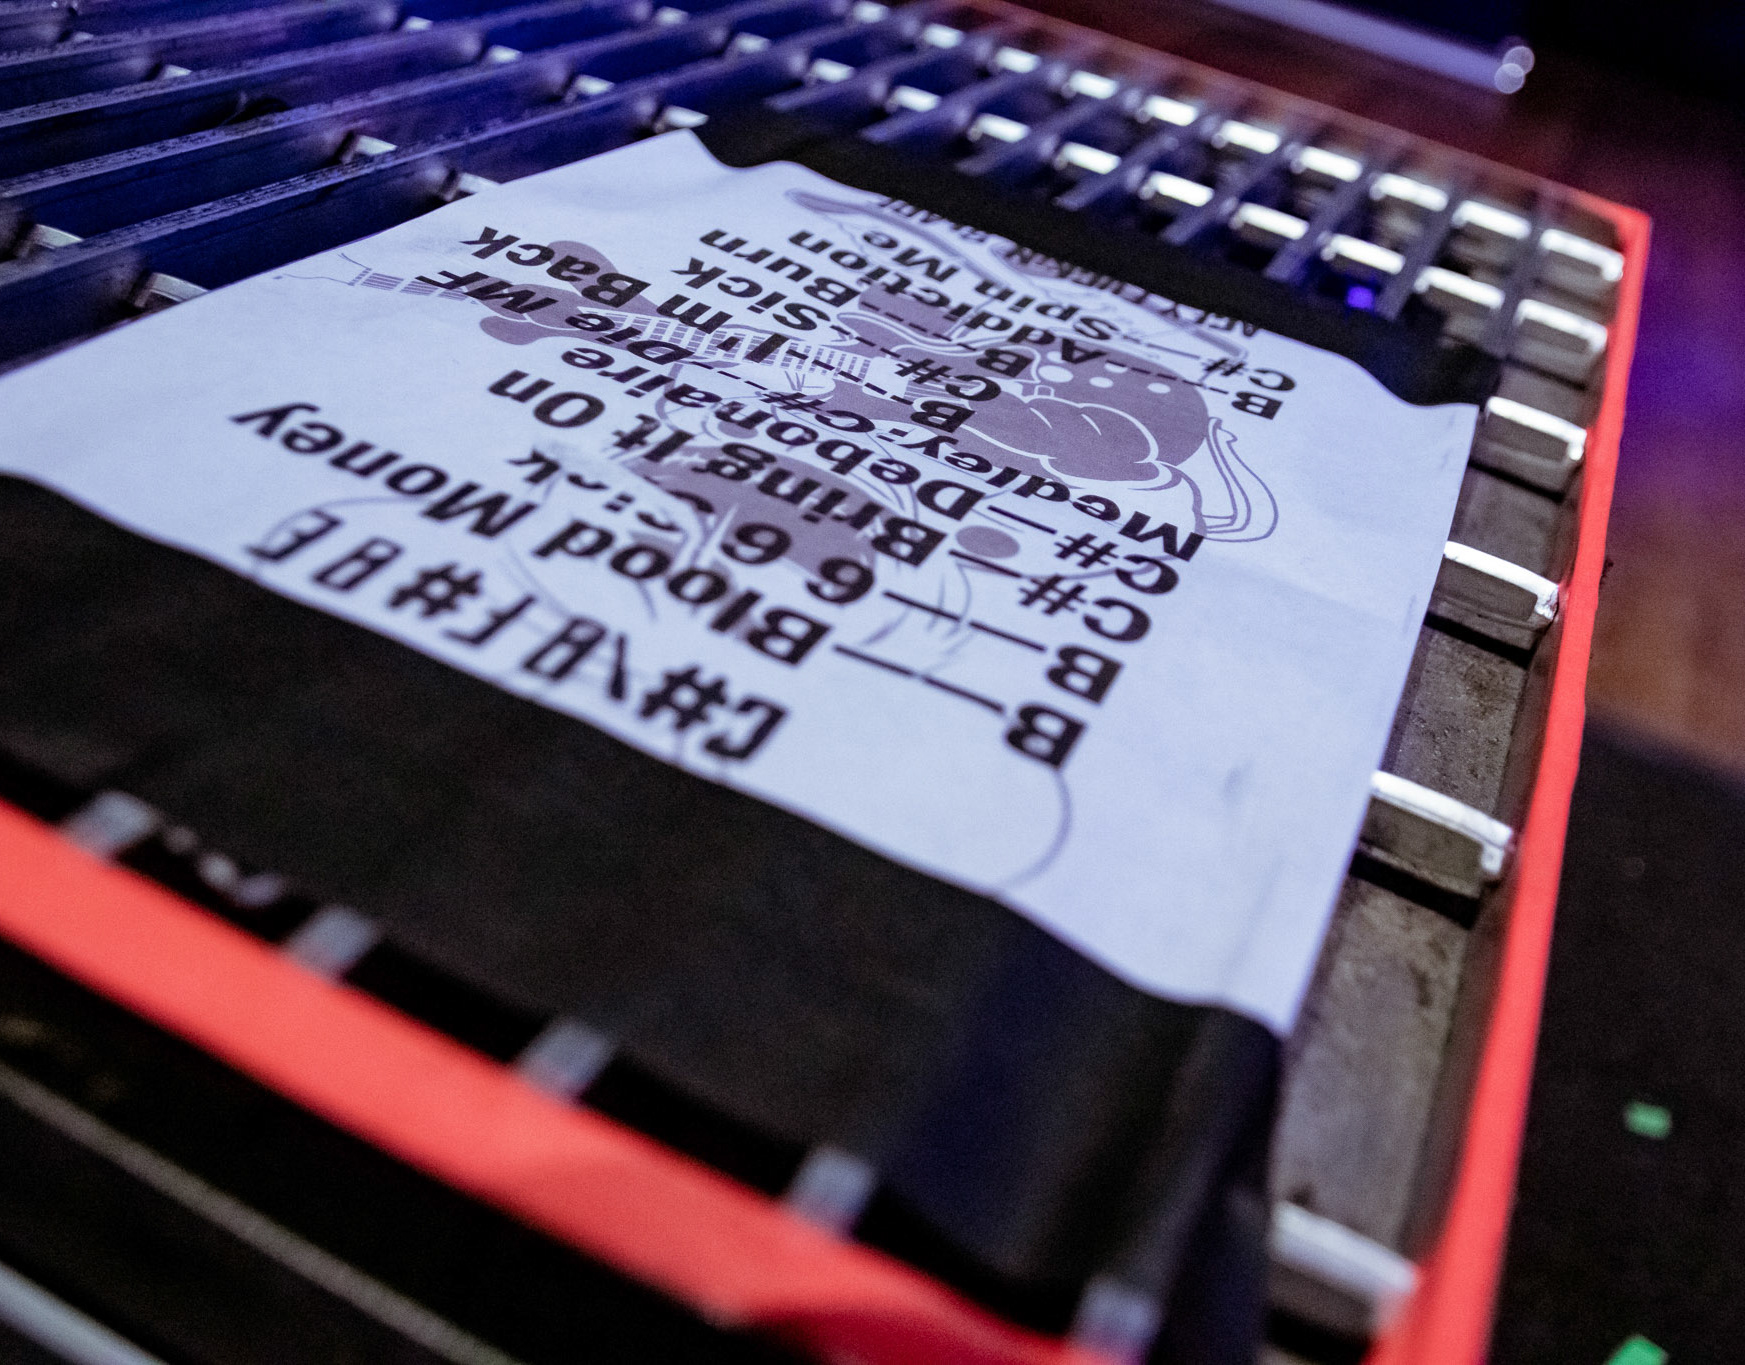 C#\B F# B E
B——Blood Money
B——6 6
C#—Bring It On
C#—Debonaire
Medley: c#---Die MF
B---I'm Back
C#---Sick
B----Burn
B---Addiction
C#---Spin Me